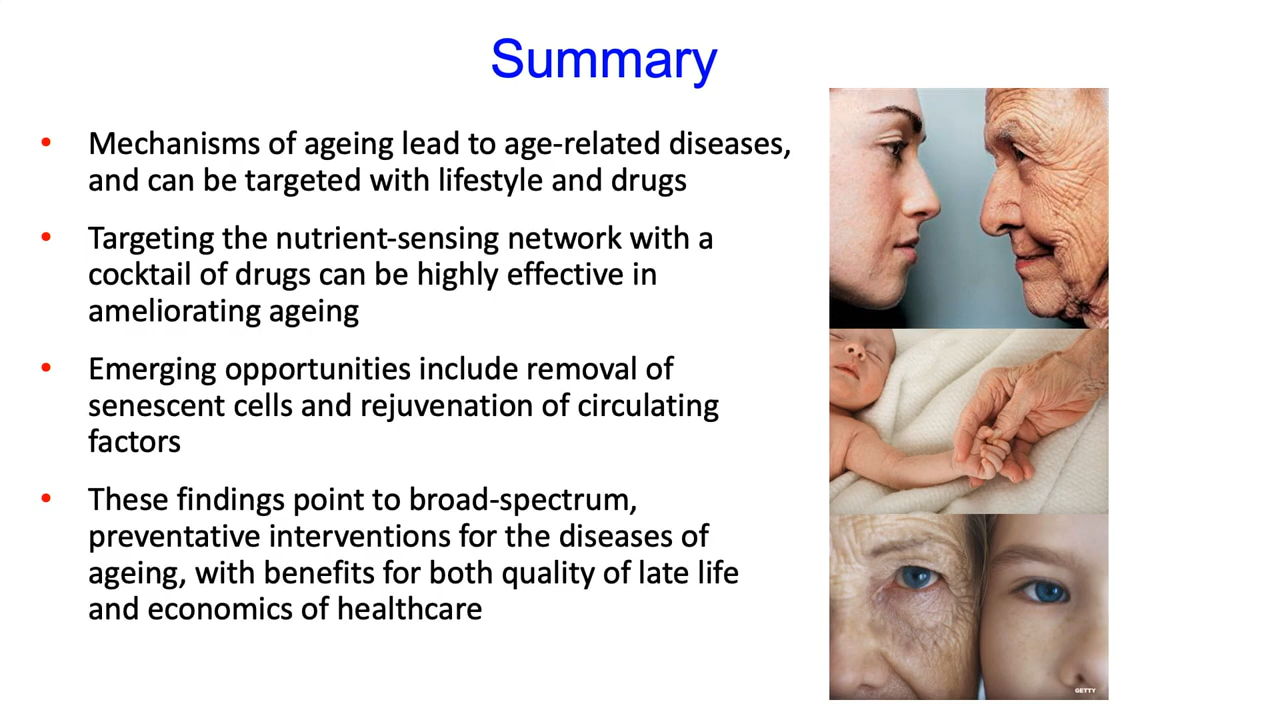 Summary
• Mechanisms of ageing lead to age-related diseases,
and can be targeted with lifestyle and drugs
• Targeting the nutrient-sensing network with a
cocktail of drugs can be highly effective in
ameliorating ageing
• Emerging opportunities include removal of
senescent cells and rejuvenation of circulating
factors
• These findings point to broad-spectrum,
preventative interventions for the diseases of
ageing, with benefits for both quality of late life
and economics of healthcare
GETTY